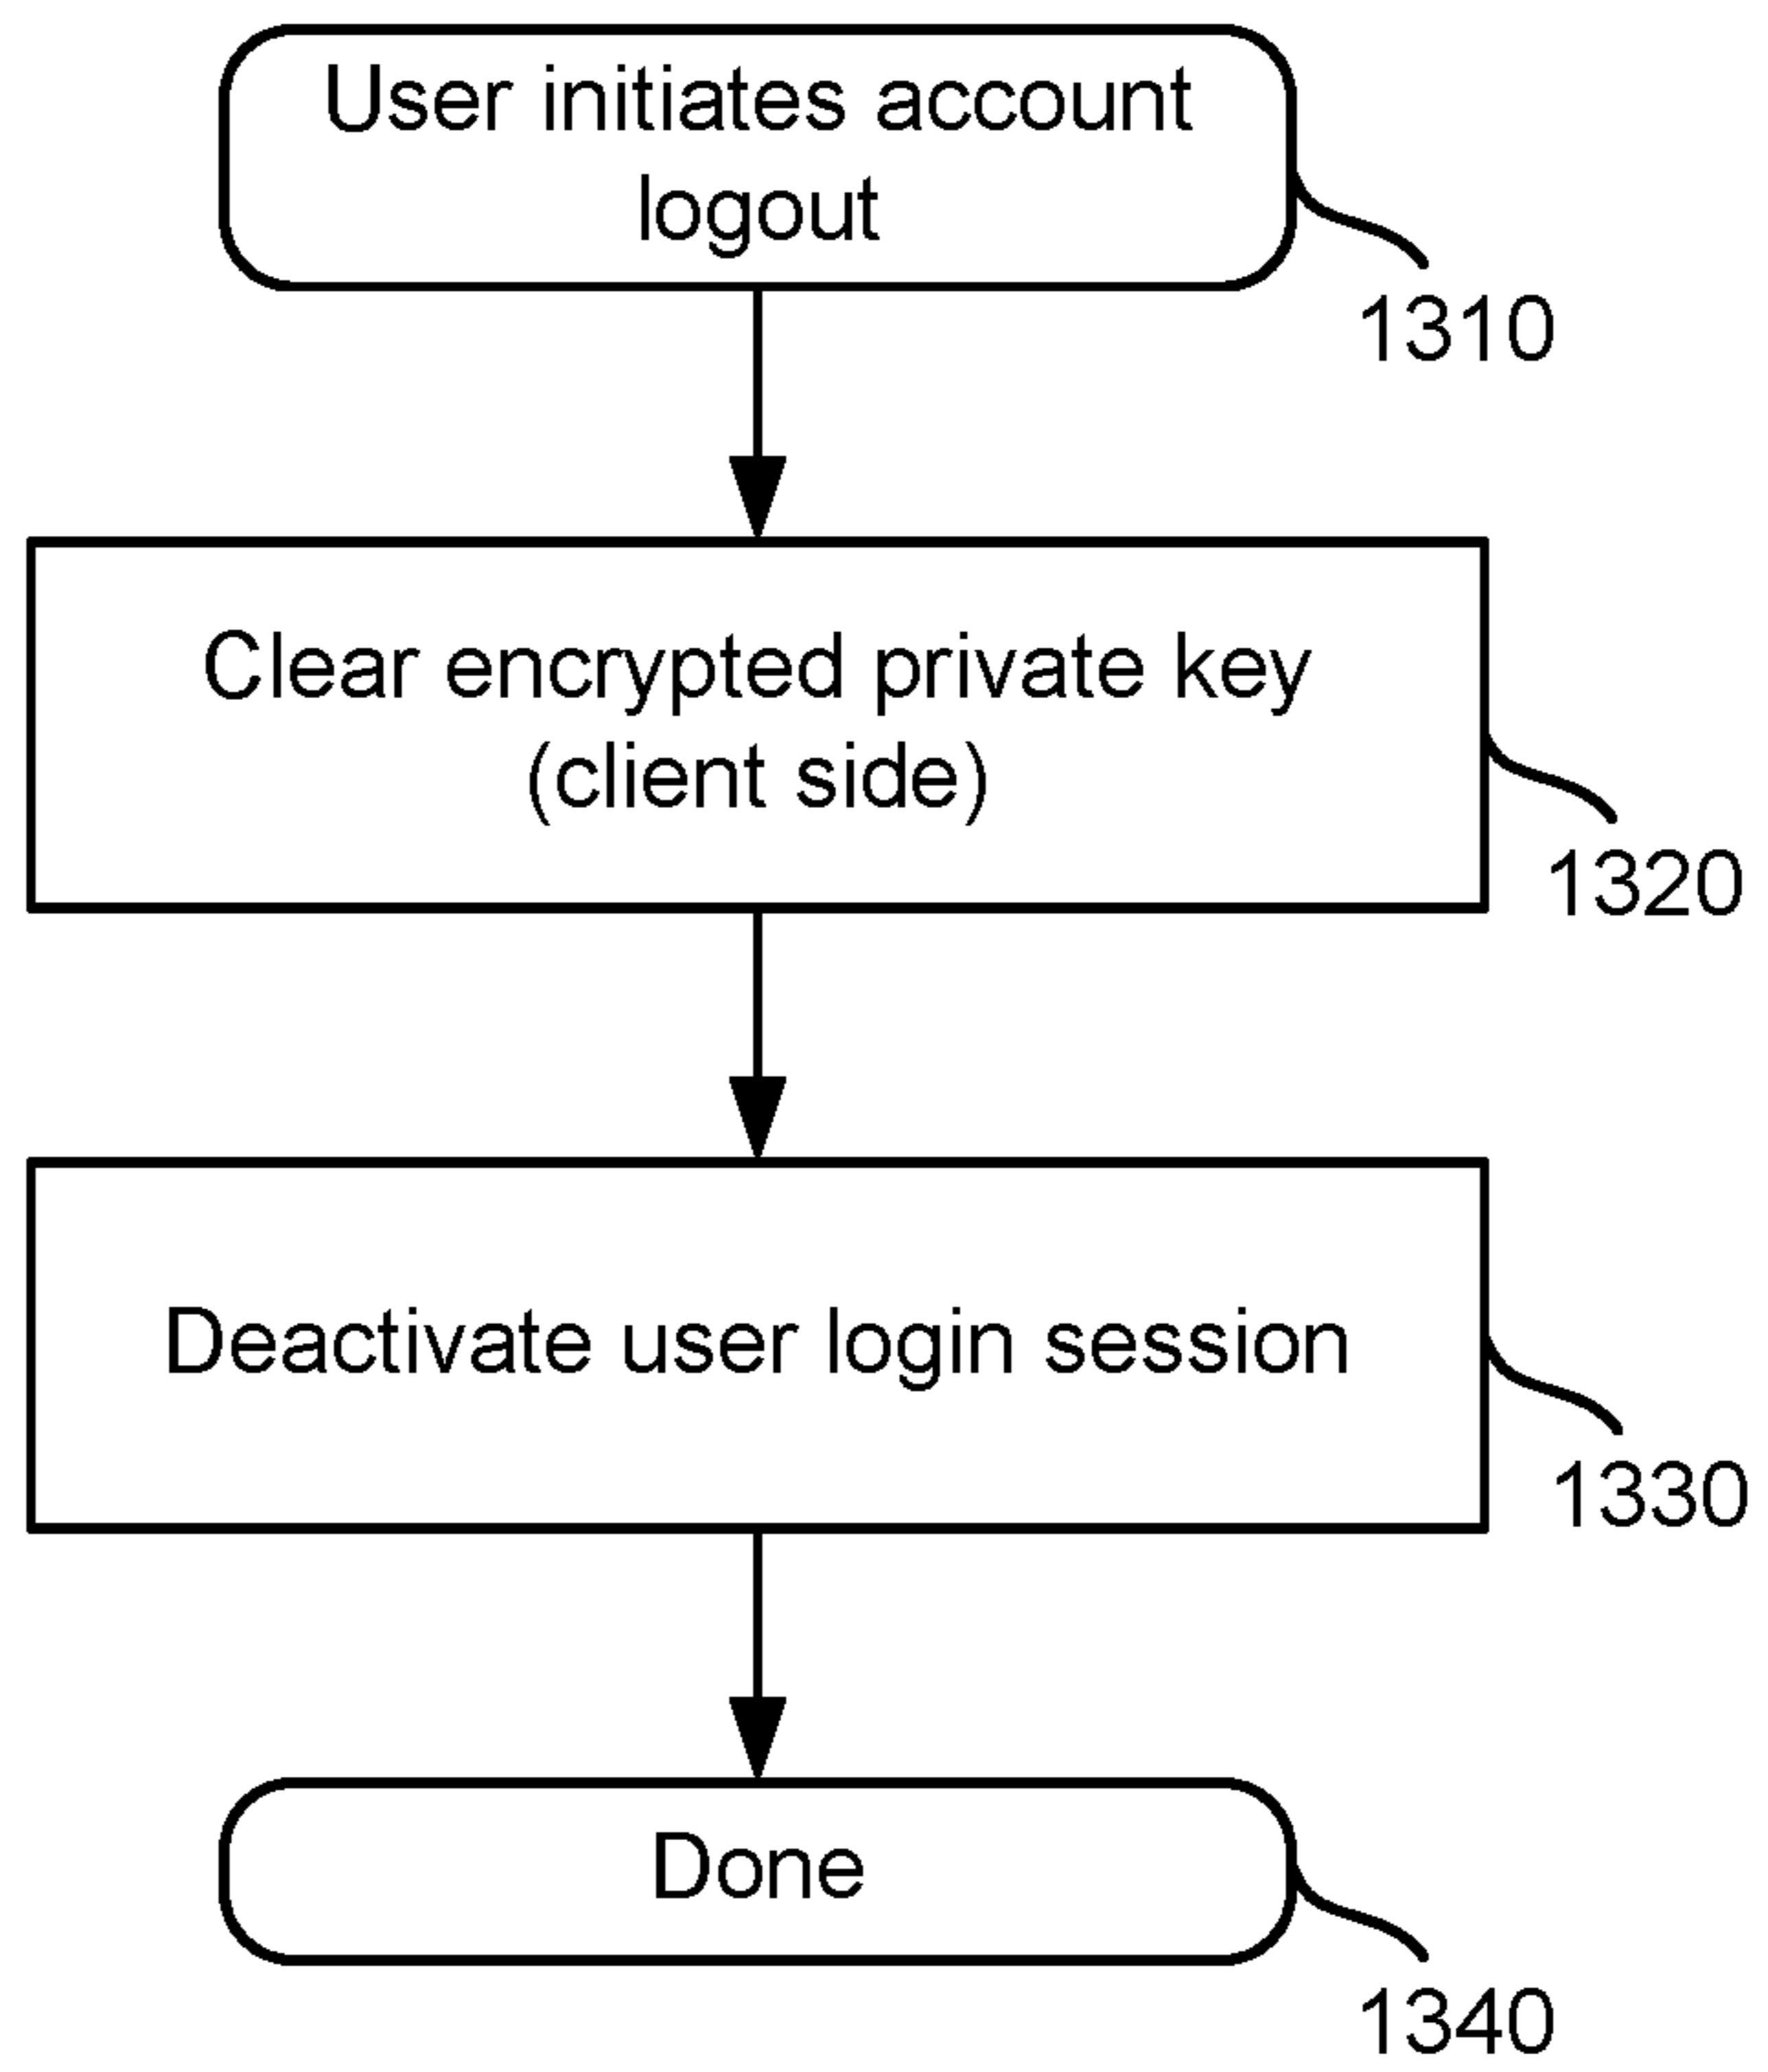 User initiates account
logout
1310
Clear encrypted private key
(client side)
1320
Deactivate user login session
1330
Done
1340